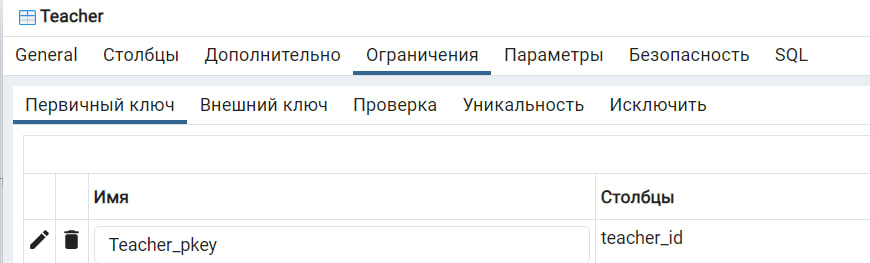 Teacher
General Столбцы Дополнительно Ограничения Параметры Безопасность SQL
Первичный ключ Внешний ключ Проверка Уникальность Исключить
Имя Столбцы
Teacher_pkey teacher_id